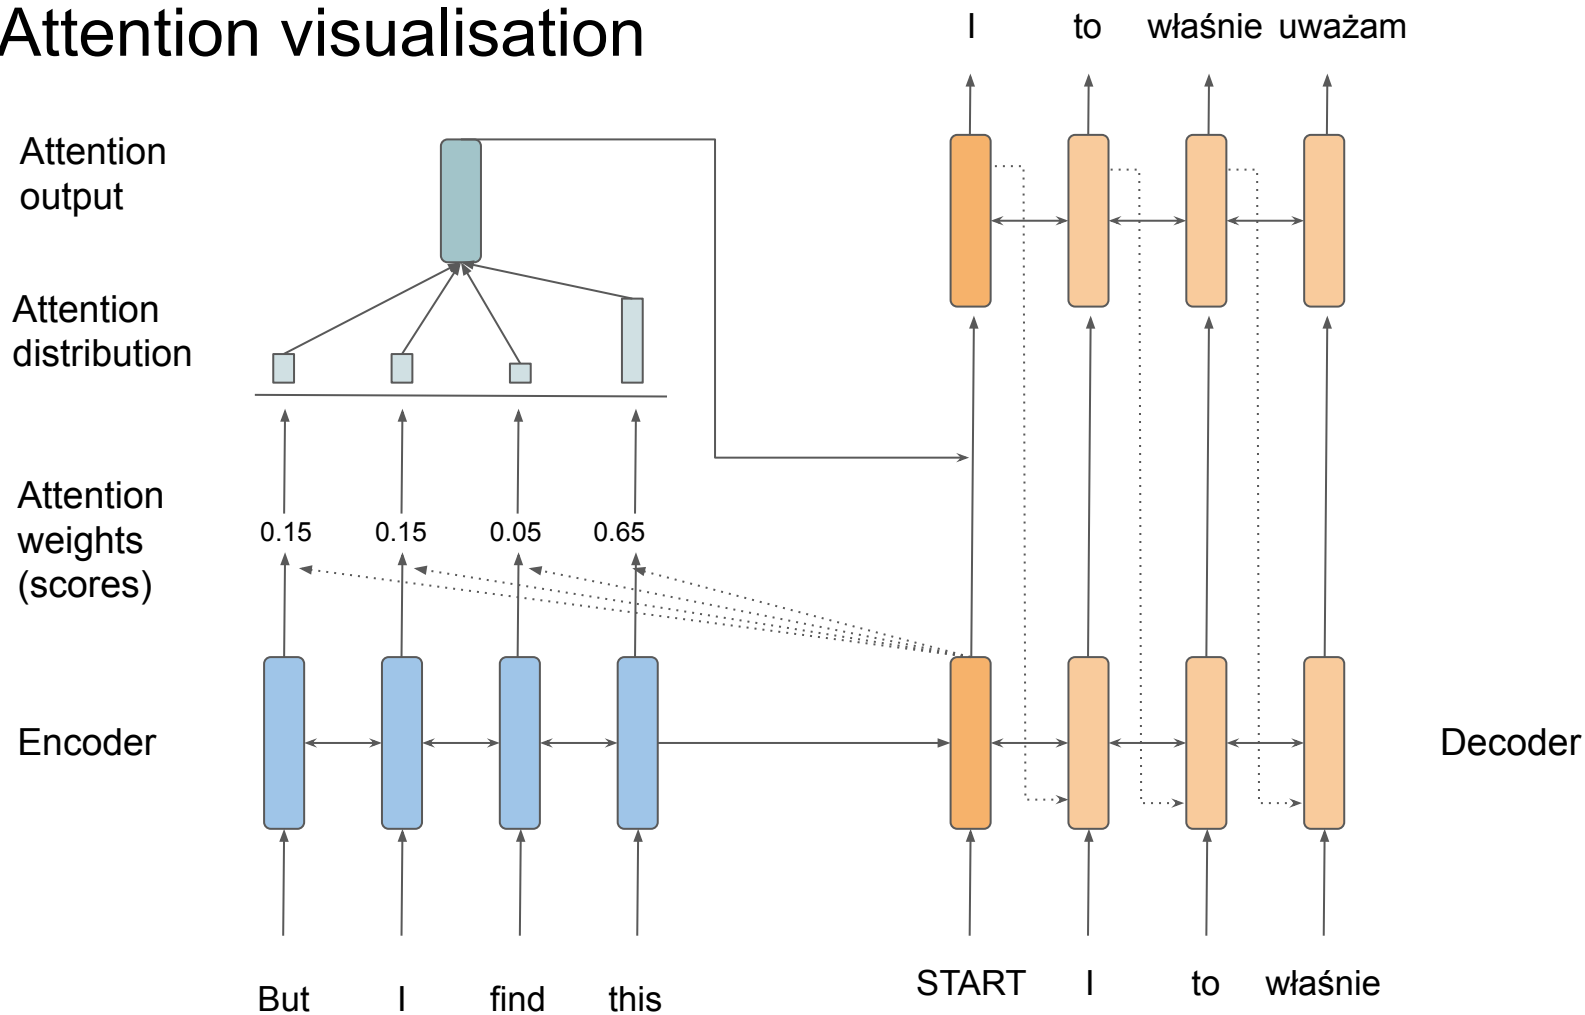 Attention visualisation
I to właśnie uważam
Attention
output
Attention
distribution
Attention
weights
(scores)
0.15 0.15 0.05 0.65
Encoder
Decoder
But I find this
START I to właśnie